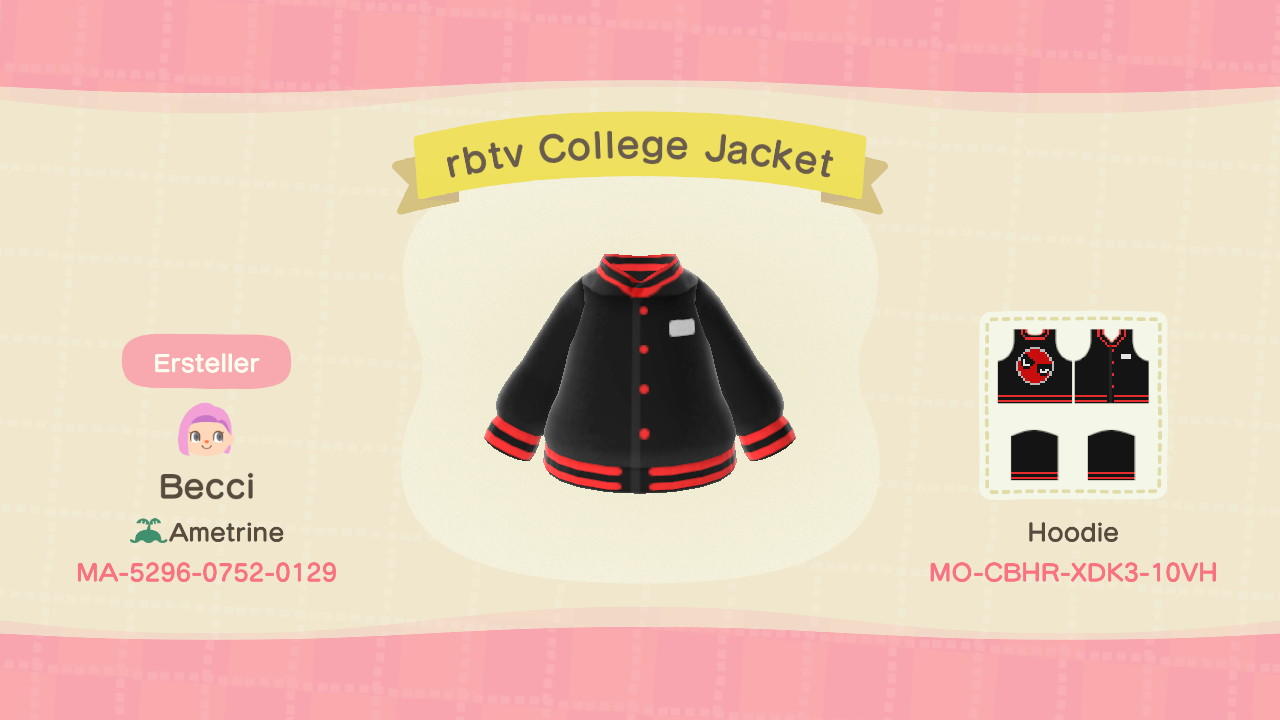 rbtv College Jacket
Ersteller
Becci
Ametrine
MA-5296-0752-0129
Hoodie
MO-CBHR-XDK3-10VH